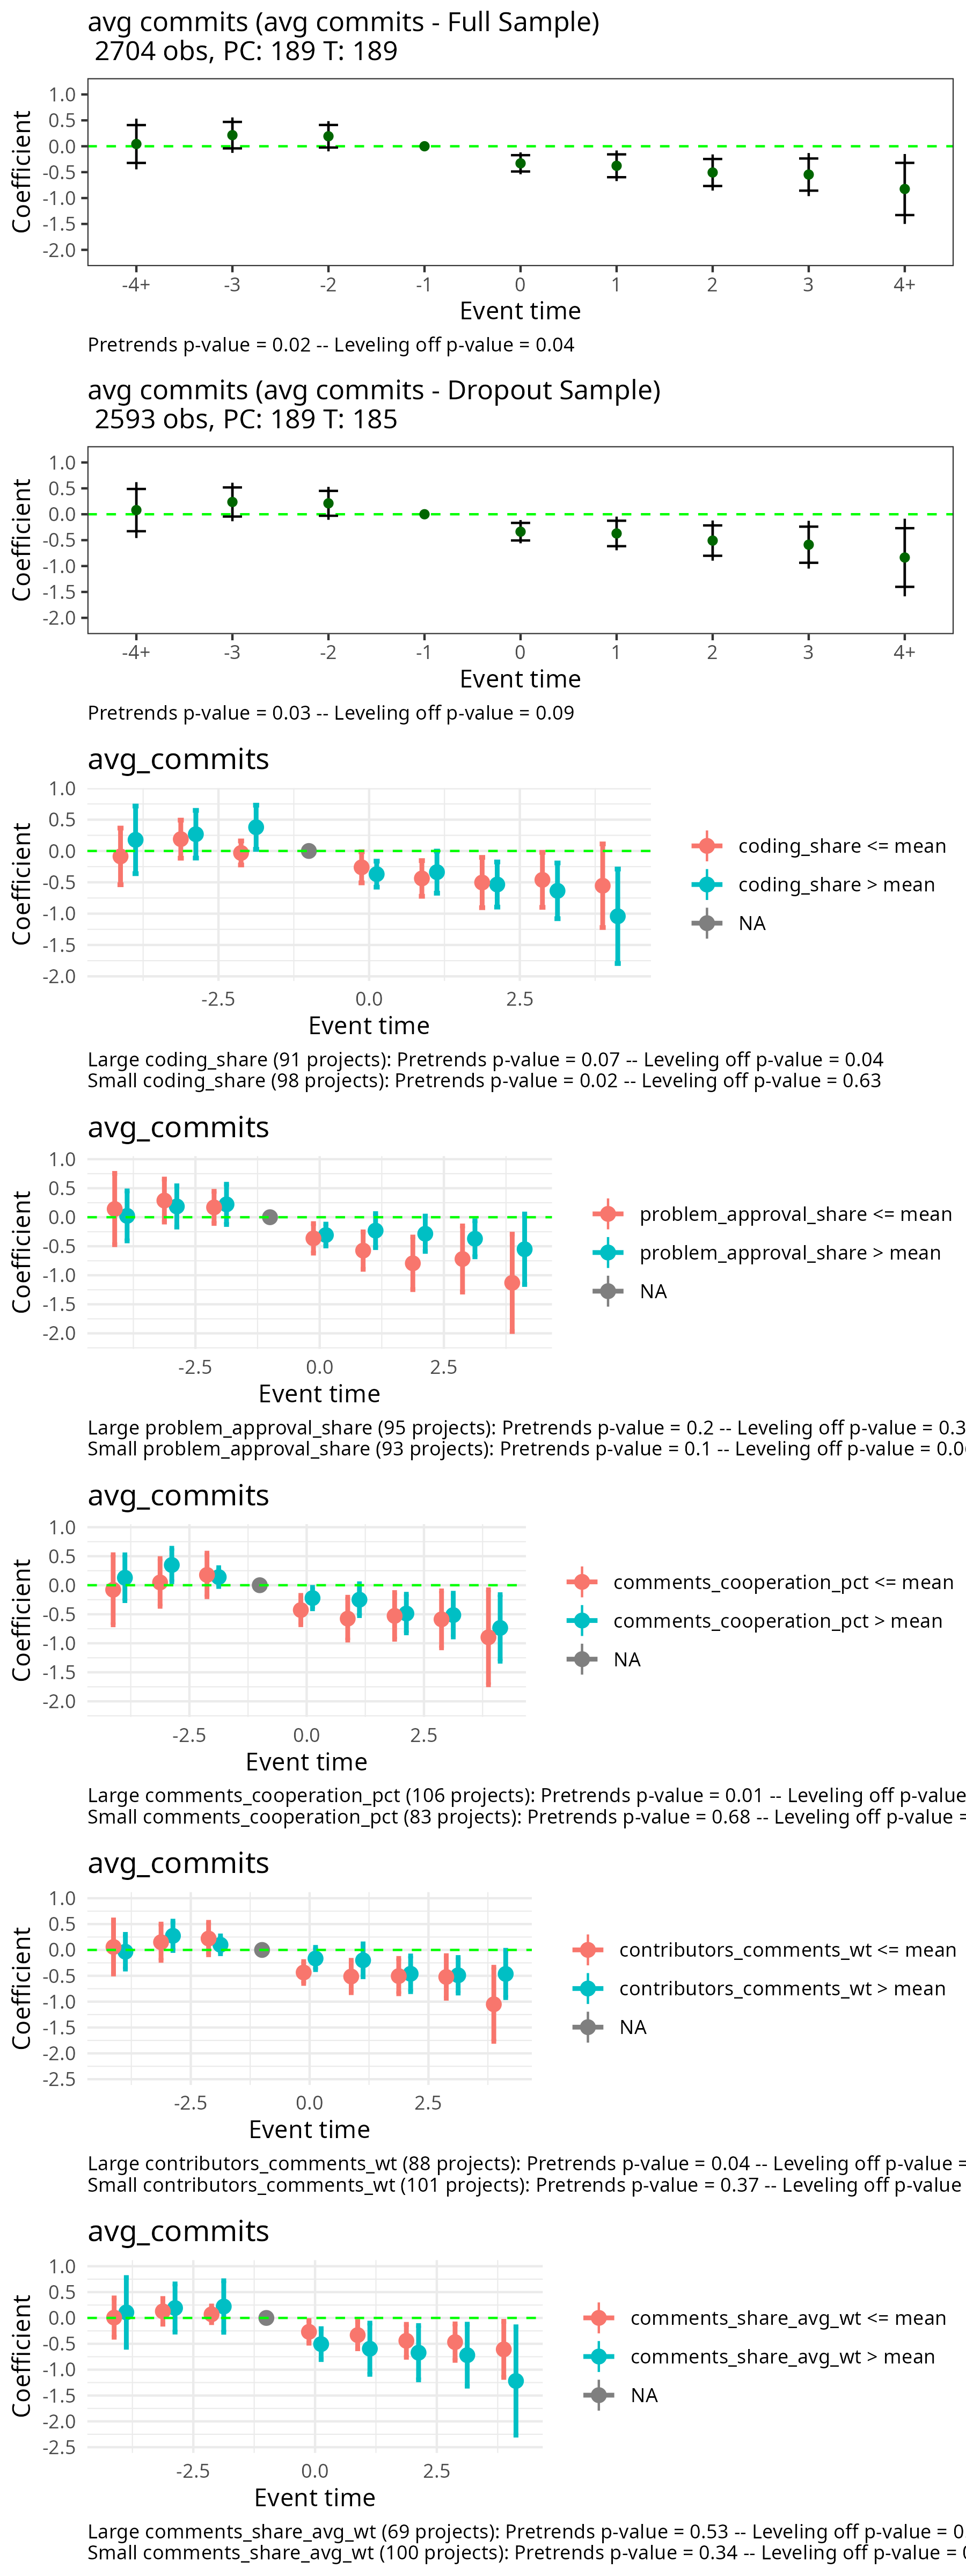 avg commits (avg commits - Full Sample)
2704 obs, PC: 189 T: 189
1.0
0.5
0.0
-0.5
-1.0
-1.5
-2.0
Coefficient
-4+ -3 -2 -1 0 1 2 3 4+
Event time
Pretrends p-value = 0.02 -- Leveling off p-value = 0.04
avg commits (avg commits - Dropout Sample)
2593 obs, PC: 189 T: 185
1.0
0.5
0.0
-0.5
-1.0
-1.5
-2.0
Coefficient
-4+ -3 -2 -1 0 1 2 3 4+
Event time
Pretrends p-value = 0.03 -- Leveling off p-value = 0.09
avg_commits
1.0
0.5
0.0
-0.5
-1.0
-1.5
-2.0
Coefficient
-2.5 0.0 2.5
Event time
coding_share <= mean
coding_share > mean
NA
Large coding_share (91 projects): Pretrends p-value = 0.07 -- Leveling off p-value = 0.04
Small coding_share (98 projects): Pretrends p-value = 0.02 -- Leveling off p-value = 0.63
avg_commits
1.0
0.5
0.0
-0.5
-1.0
-1.5
-2.0
Coefficient
-2.5 0.0 2.5
Event time
problem_approval_share <= mean
problem_approval_share > mean
NA
Large problem_approval_share (95 projects): Pretrends p-value = 0.2 -- Leveling off p-value = 0.3
Small problem_approval_share (93 projects): Pretrends p-value = 0.1 -- Leveling off p-value = 0.0
avg_commits
1.0
0.5
0.0
-0.5
-1.0
-1.5
-2.0
Coefficient
-2.5 0.0 2.5
Event time
comments_cooperation_pct <= mean
comments_cooperation_pct > mean
NA
Large comments_cooperation_pct (106 projects): Pretrends p-value = 0.01 -- Leveling off p-value
Small comments_cooperation_pct (83 projects): Pretrends p-value = 0.68 -- Leveling off p-value =
avg_commits
1.0
0.5
0.0
-0.5
-1.0
-1.5
-2.0
-2.5
Coefficient
-2.5 0.0 2.5
Event time
contributors_comments_wt <= mean
contributors_comments_wt > mean
NA
Large contributors_comments_wt (88 projects): Pretrends p-value = 0.04 -- Leveling off p-value =
Small contributors_comments_wt (101 projects): Pretrends p-value = 0.37 -- Leveling off p-value
avg_commits
1.0
0.5
0.0
-0.5
-1.0
-1.5
-2.0
-2.5
Coefficient
-2.5 0.0 2.5
Event time
comments_share_avg_wt <= mean
comments_share_avg_wt > mean
NA
Large comments_share_avg_wt (69 projects): Pretrends p-value = 0.53 -- Leveling off p-value = 0
Small comments_share_avg_wt (100 projects): Pretrends p-value = 0.34 -- Leveling off p-value =